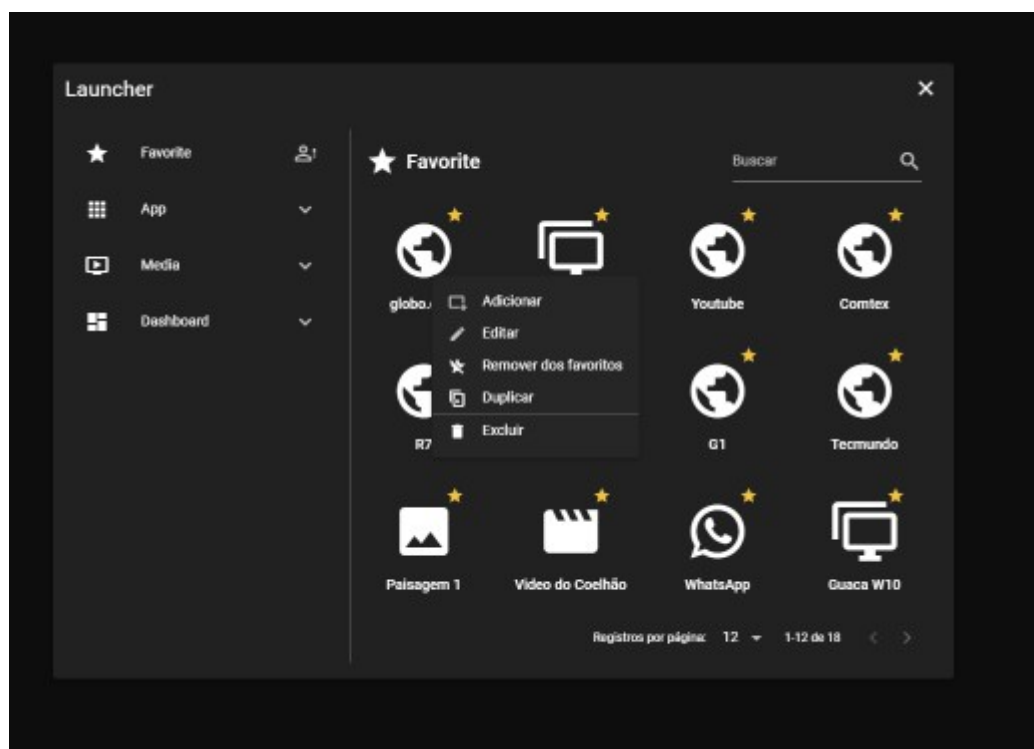 Launcher
Favorite
App
Media
Dashboard
Favorite
Buscar
globo.
Youtube
Comtex
Adicionar
Editar
Remover dos favoritos
Duplicar
Excluir
R7
G1
Tecmundo
Paisagem 1
Video do Coelhão
WhatsApp
Guaca W10
Registros por página: 12 1-12 de 18